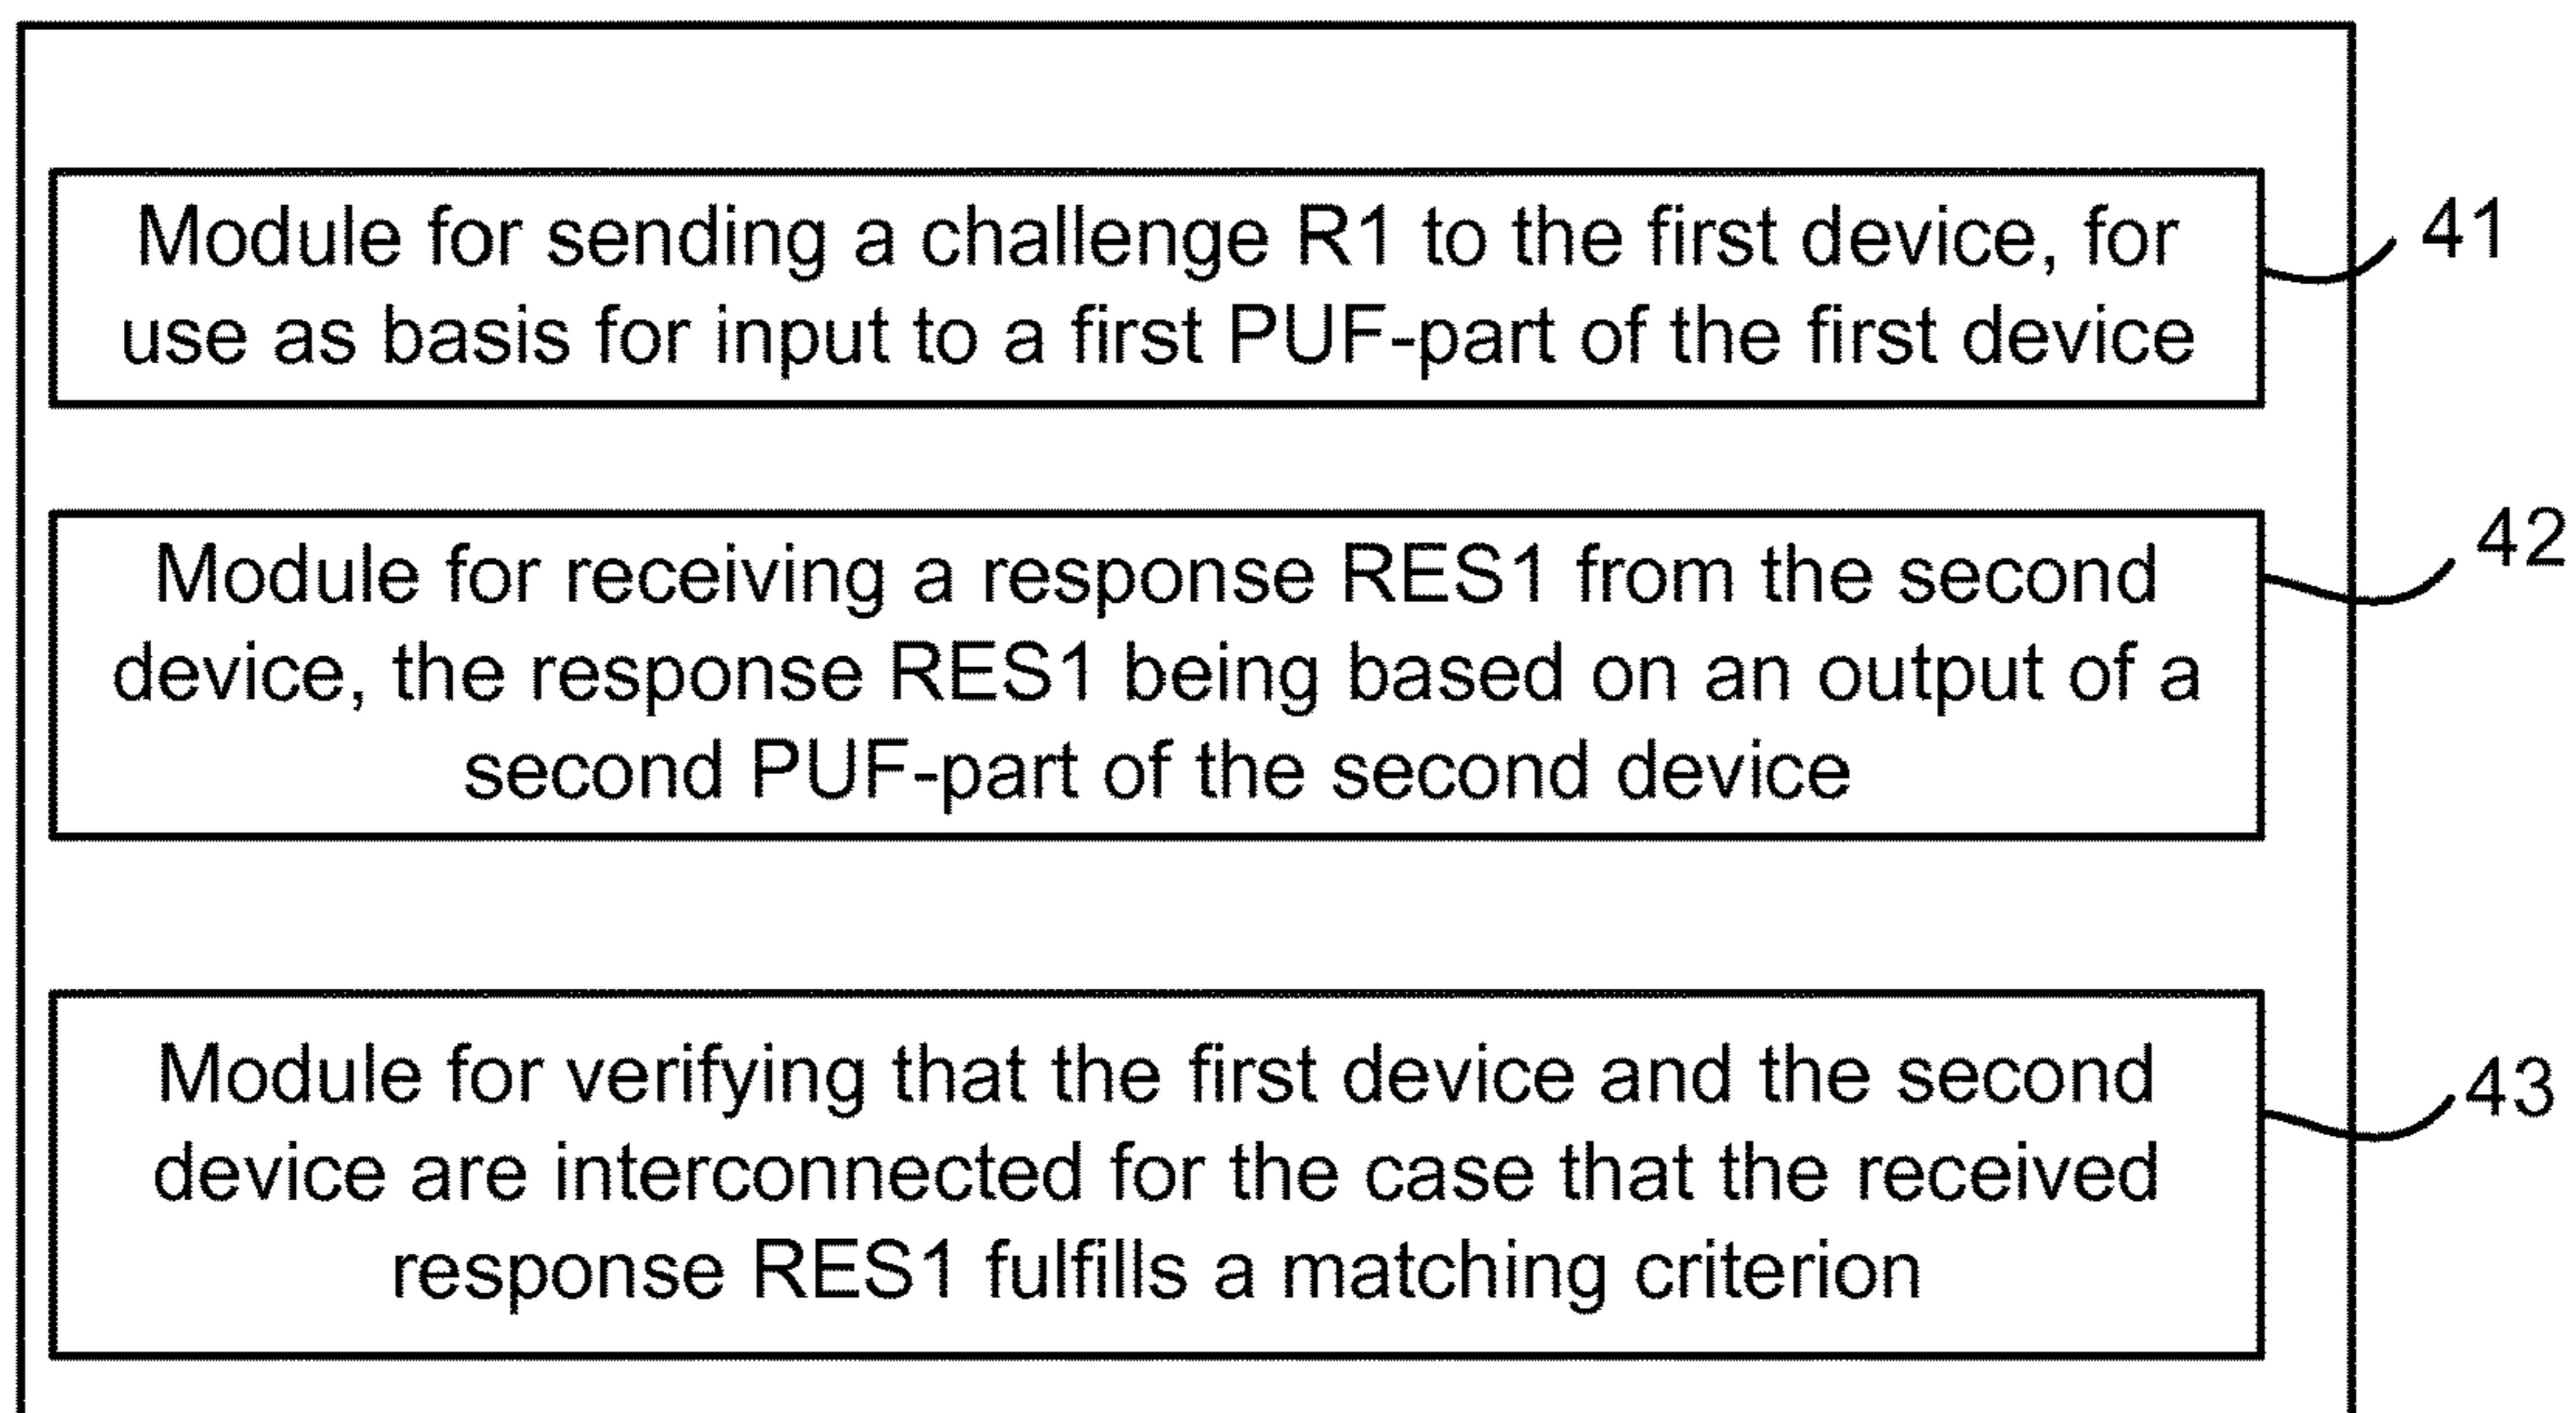 Module for sending a challenge R1 to the first device, for
use as basis for input to a first PUF-part of the first device
41
Module for receiving a response RES1 from the second
device, the response RES1 being based on an output of a
second PUF-part of the second device
42
Module for verifying that the first device and the second
device are interconnected for the case that the received
response RES1 fulfills a matching criterion
43